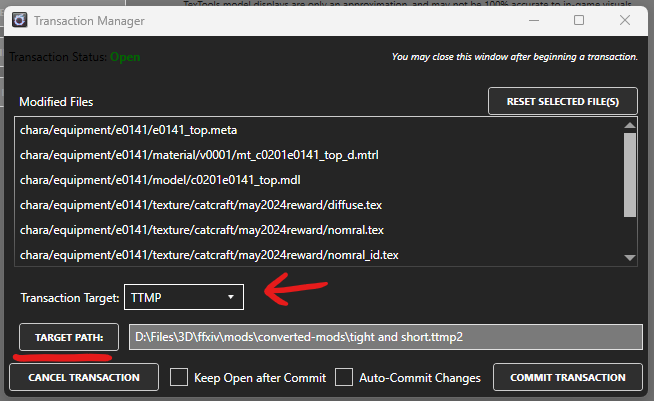 TexTools model displays are only an approximation, and may not be 100% accurate to in-game visuals.
Transaction Manager
Transaction Status: Open
You may close this window after beginning a transaction.
Modified Files
RESET SELECTED FILE(S)
chara/equipment/e0141/e0141_top.meta
chara/equipment/e0141/material/v0001/mt_c0201e0141_top_d.mtrl
chara/equipment/e0141/model/c0201e0141_top.mdl
chara/equipment/e0141/texture/catcraft/may2024reward/diffuse.tex
chara/equipment/e0141/texture/catcraft/may2024reward/nomral.tex
chara/equipment/e0141/texture/catcraft/may2024reward/nomral_id.tex
Transaction Target: TTMP
TARGET PATH: D:\Files\3D\ffxiv\mods\converted-mods\tight and short.ttmp2
CANCEL TRANSACTION Keep Open after Commit Auto-Commit Changes COMMIT TRANSACTION